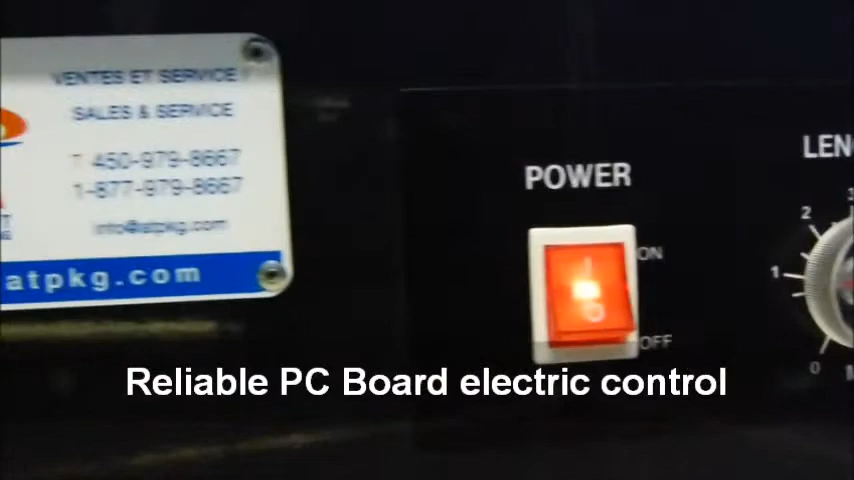 VENTES ET SERVICE
SALES & SERVICE
T 450-979-8667
1-877-979-8667
info@atpkg.com
atpkg.com
POWER
ON
OFF
2
3
1
0
Reliable PC Board electric control